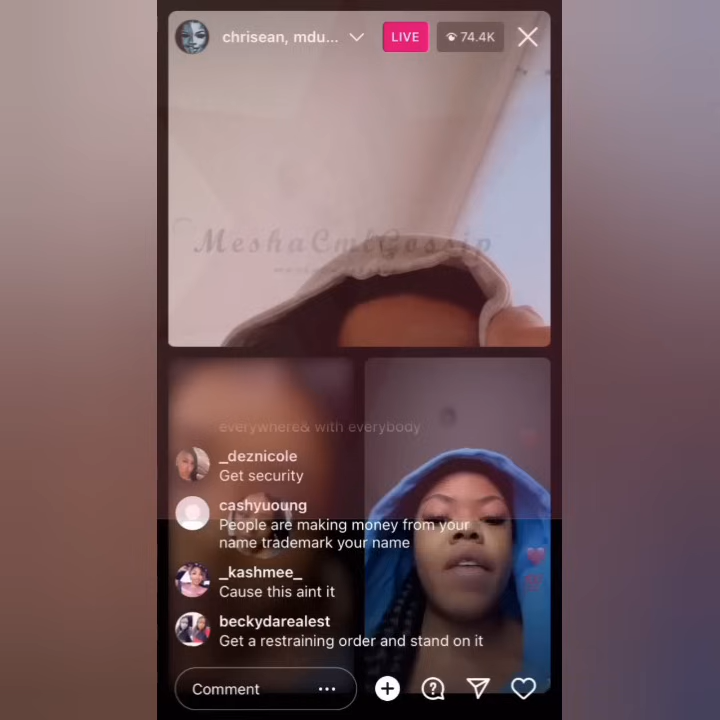 chrisean, mdu...
LIVE
74.4K
MeshaCmtGossip
everywhere& with everybody
_deznicole
Get security
cashyuoung
People are making money from your
name trademark your name
_kashmee_
Cause this aint it
beckydarealest
Get a restraining order and stand on it
Comment